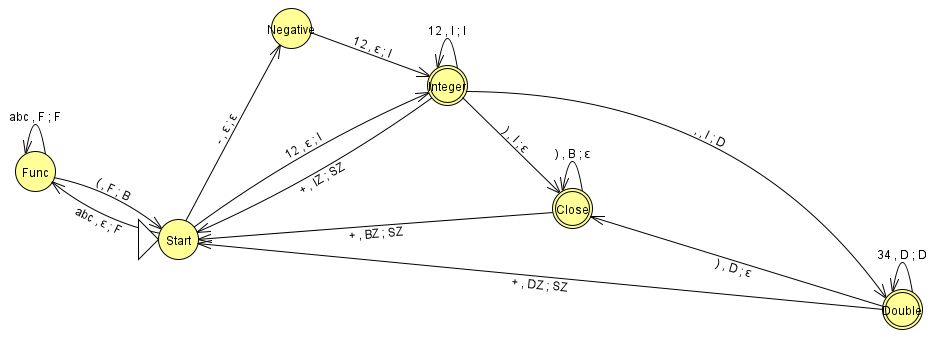 Negative
12 , ε ; I
12 , I ; I
Integer
- , ε ; ε
abc , F ; F
12 , ε ; I
+ , IZ ; SZ
) , I ; ε
, , I ; D
) , B ; ε
Func
( , F ; B
abc , ε ; F
Start
Close
+ , BZ ; SZ
) , D ; ε
34 , D ; D
+ , DZ ; SZ
Double